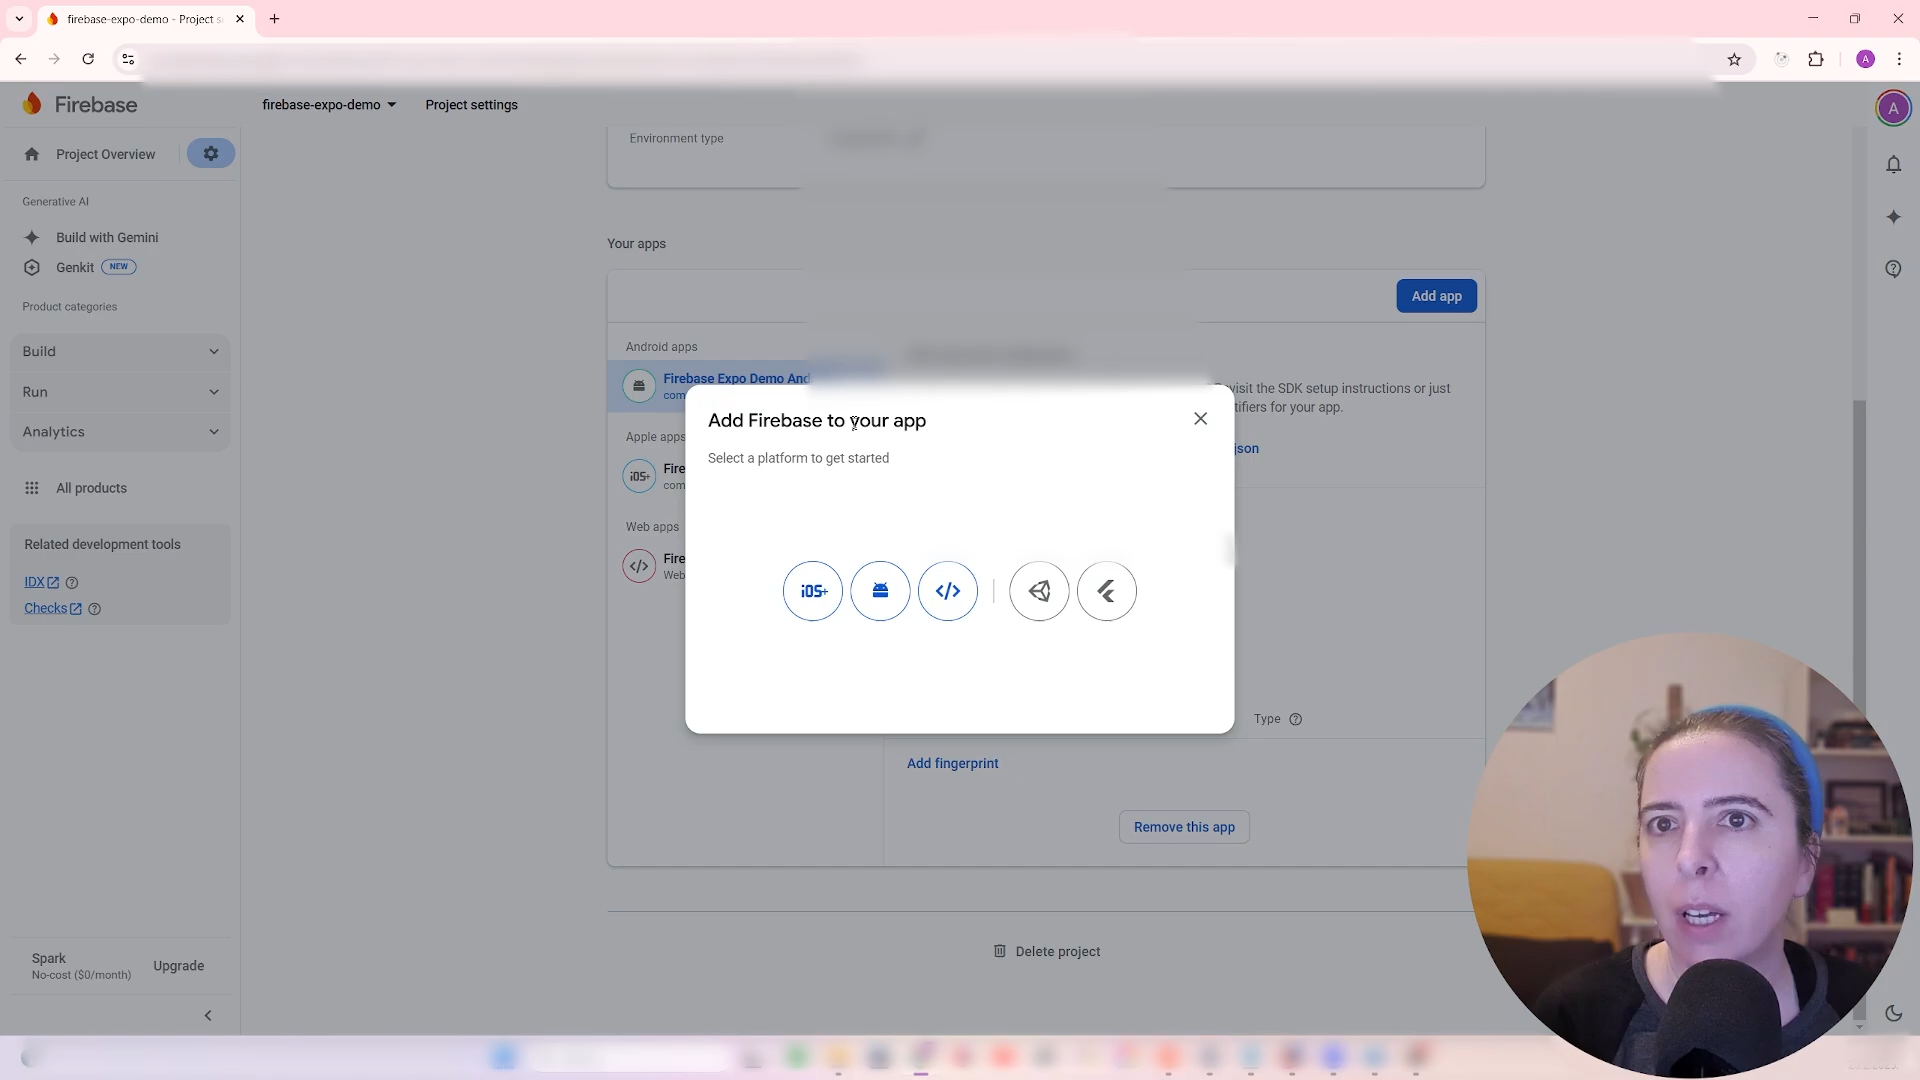 firebase-expo-demo - Project s
Firebase
firebase-expo-demo
Project settings
A
A
Project Overview
Environment type
Generative AI
Build with Gemini
Genkit NEW
Product categories
Build
Run
Analytics
All products
Related development tools
IDX
Checks
Spark
No-cost ($0/month)
Upgrade
Your apps
Add app
Android apps
Firebase Expo Demo And
com
Apple apps
iOS+
Fire
com
Web apps
</>
Fire
Web
visit the SDK setup instructions or just
tifiers for your app.
json
Add Firebase to your app
Select a platform to get started
iOS+
</>
Type
Add fingerprint
Remove this app
Delete project